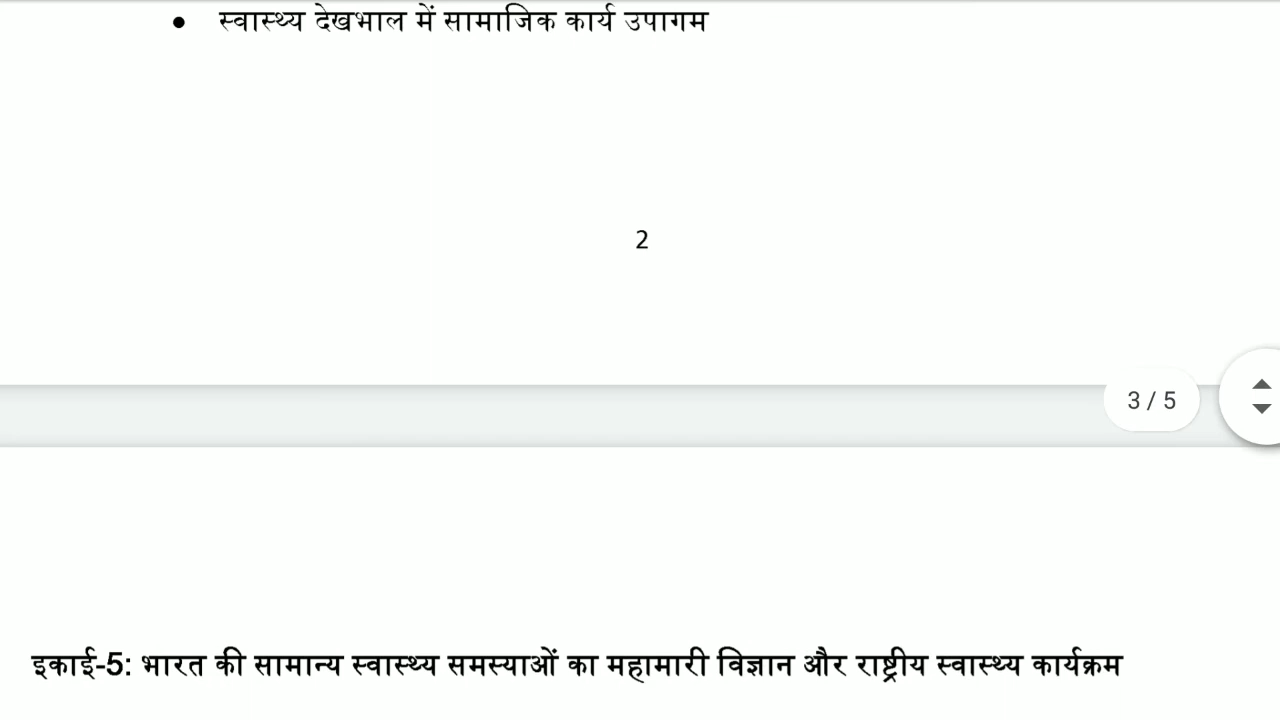 • स्वास्थ्य देखभाल में सामाजिक कार्य उपागम
2
3 / 5
इकाई-5: भारत की सामान्य स्वास्थ्य समस्याओं का महामारी विज्ञान और राष्ट्रीय स्वास्थ्य कार्यक्रम